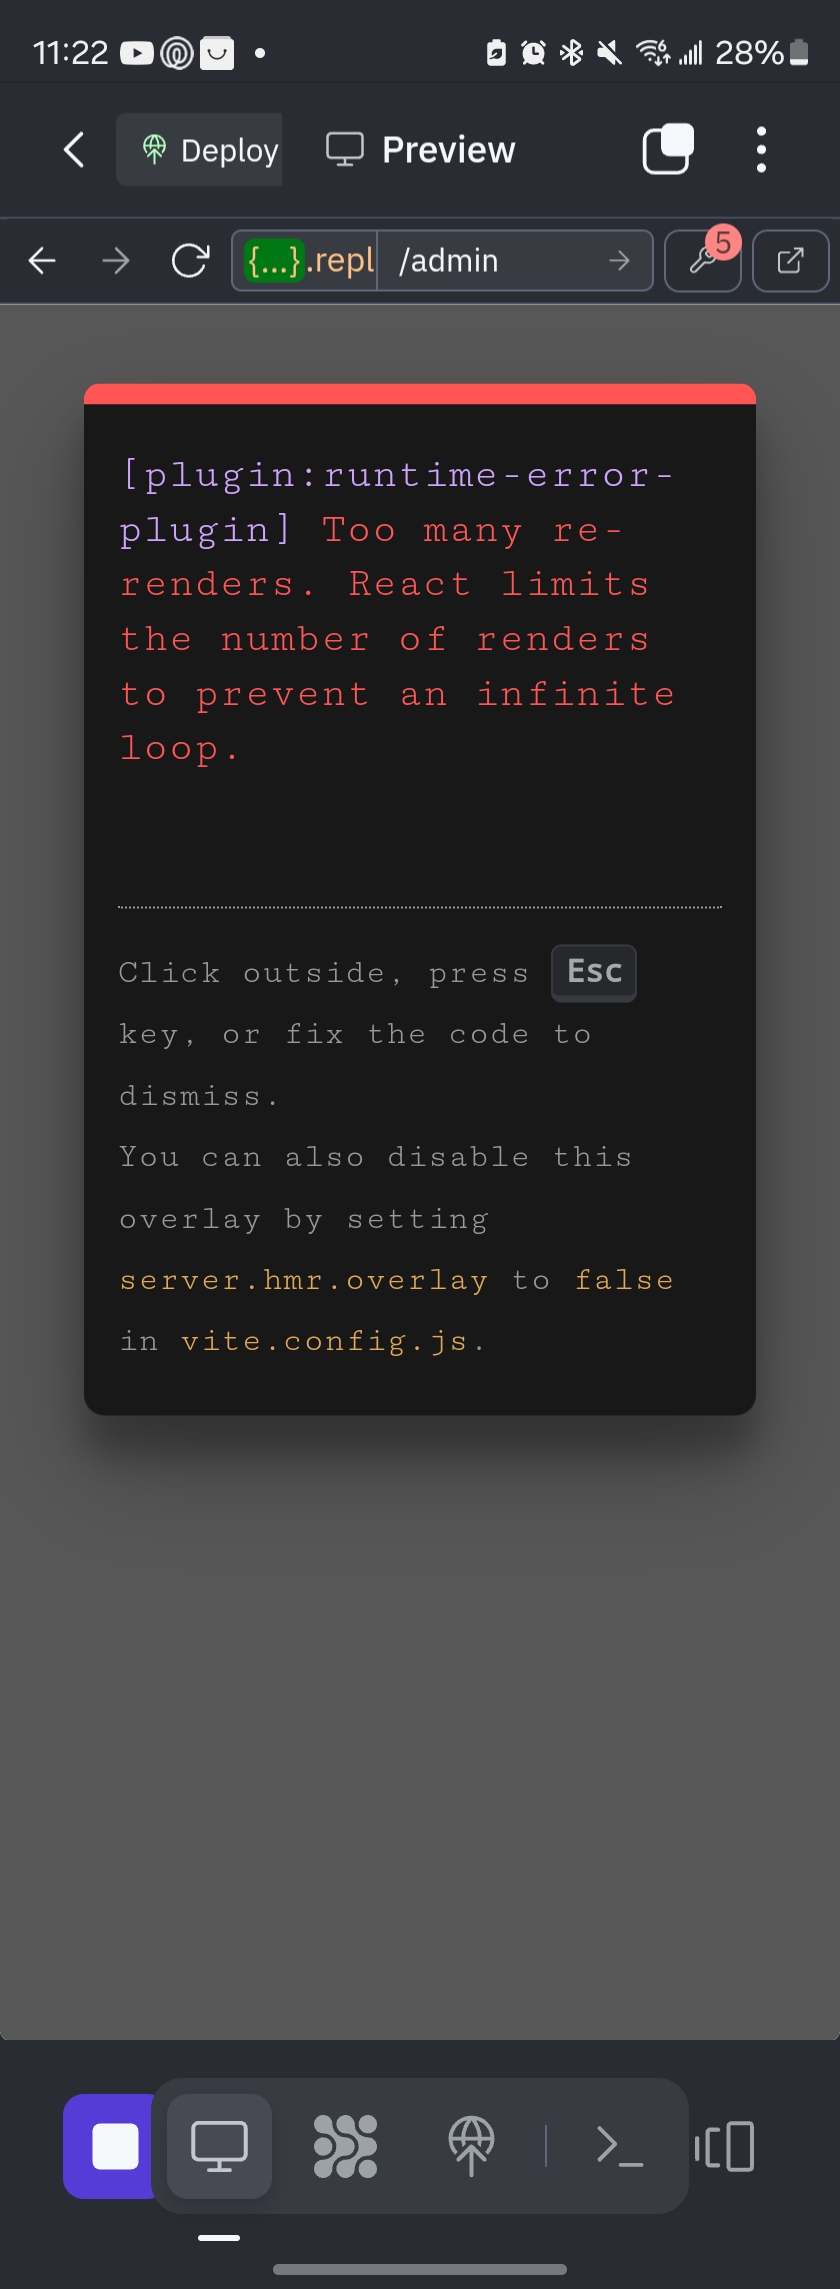 11:22
28%
Deploy
Preview
{...}.repl
/admin
5
[plugin:runtime-error-
plugin] Too many re-
renders. React limits
the number of renders
to prevent an infinite
loop.
Click outside, press Esc
key, or fix the code to
dismiss.
You can also disable this
overlay by setting
server.hmr.overlay to false
in vite.config.js.